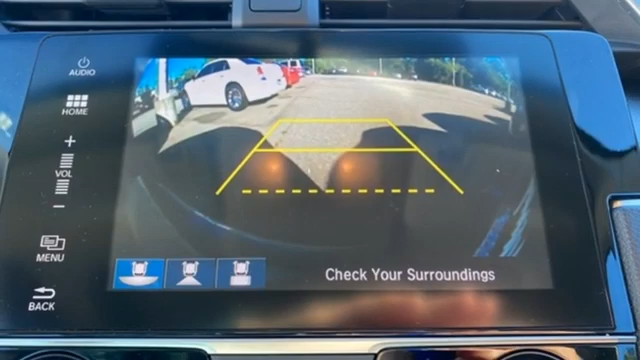 AUDIO
HOME
+
VOL
−
MENU
BACK
Check Your Surroundings